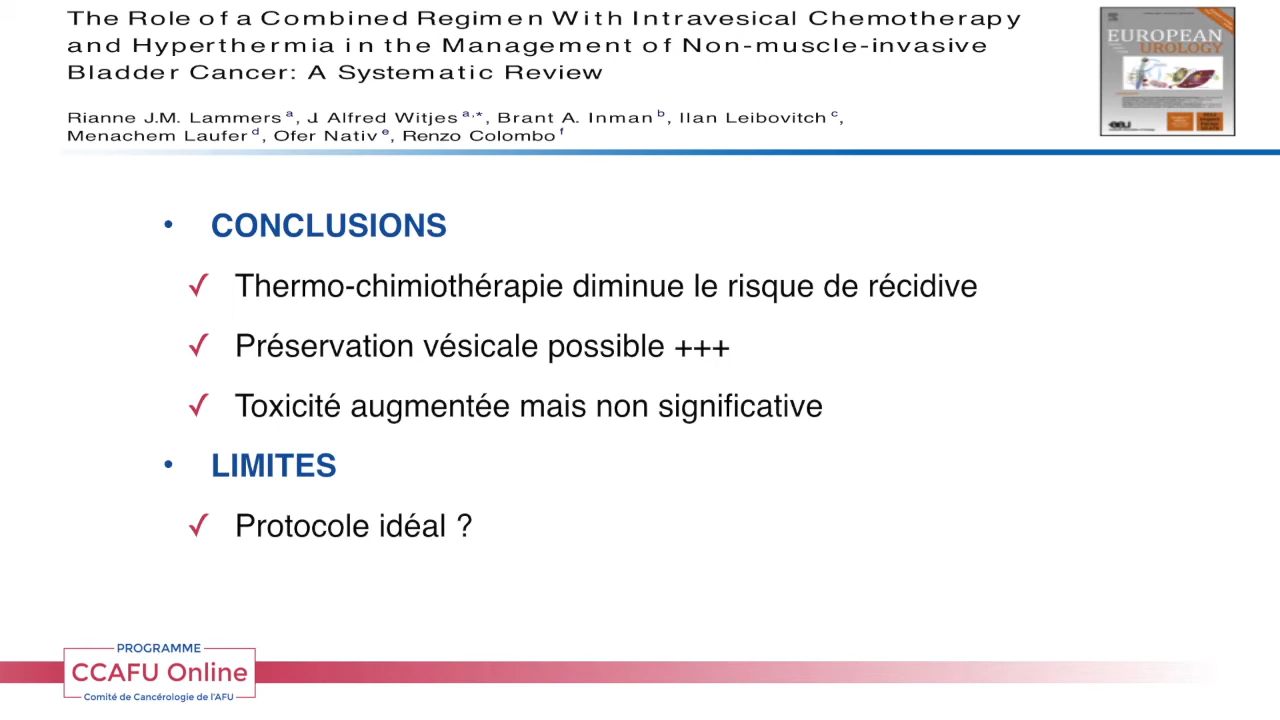 The Role of a Combined Regimen With Intravesical Chemotherapy
and Hyperthermia in the Management of Non-muscle-invasive
Bladder Cancer: A Systematic Review
EUROPEAN
UROLOGY
Rianne J.M. Lammers a, J. Alfred Witjes a,*, Brant A. Inman b, Ilan Leibovitch c,
Menachem Laufer d, Ofer Nativ e, Renzo Colombo f
• CONCLUSIONS
✓ Thermo-chimiothérapie diminue le risque de récidive
✓ Préservation vésicale possible +++
✓ Toxicité augmentée mais non significative
• LIMITES
✓ Protocole idéal ?
PROGRAMME
CCAFU Online
Comité de Cancérologie de l'AFU